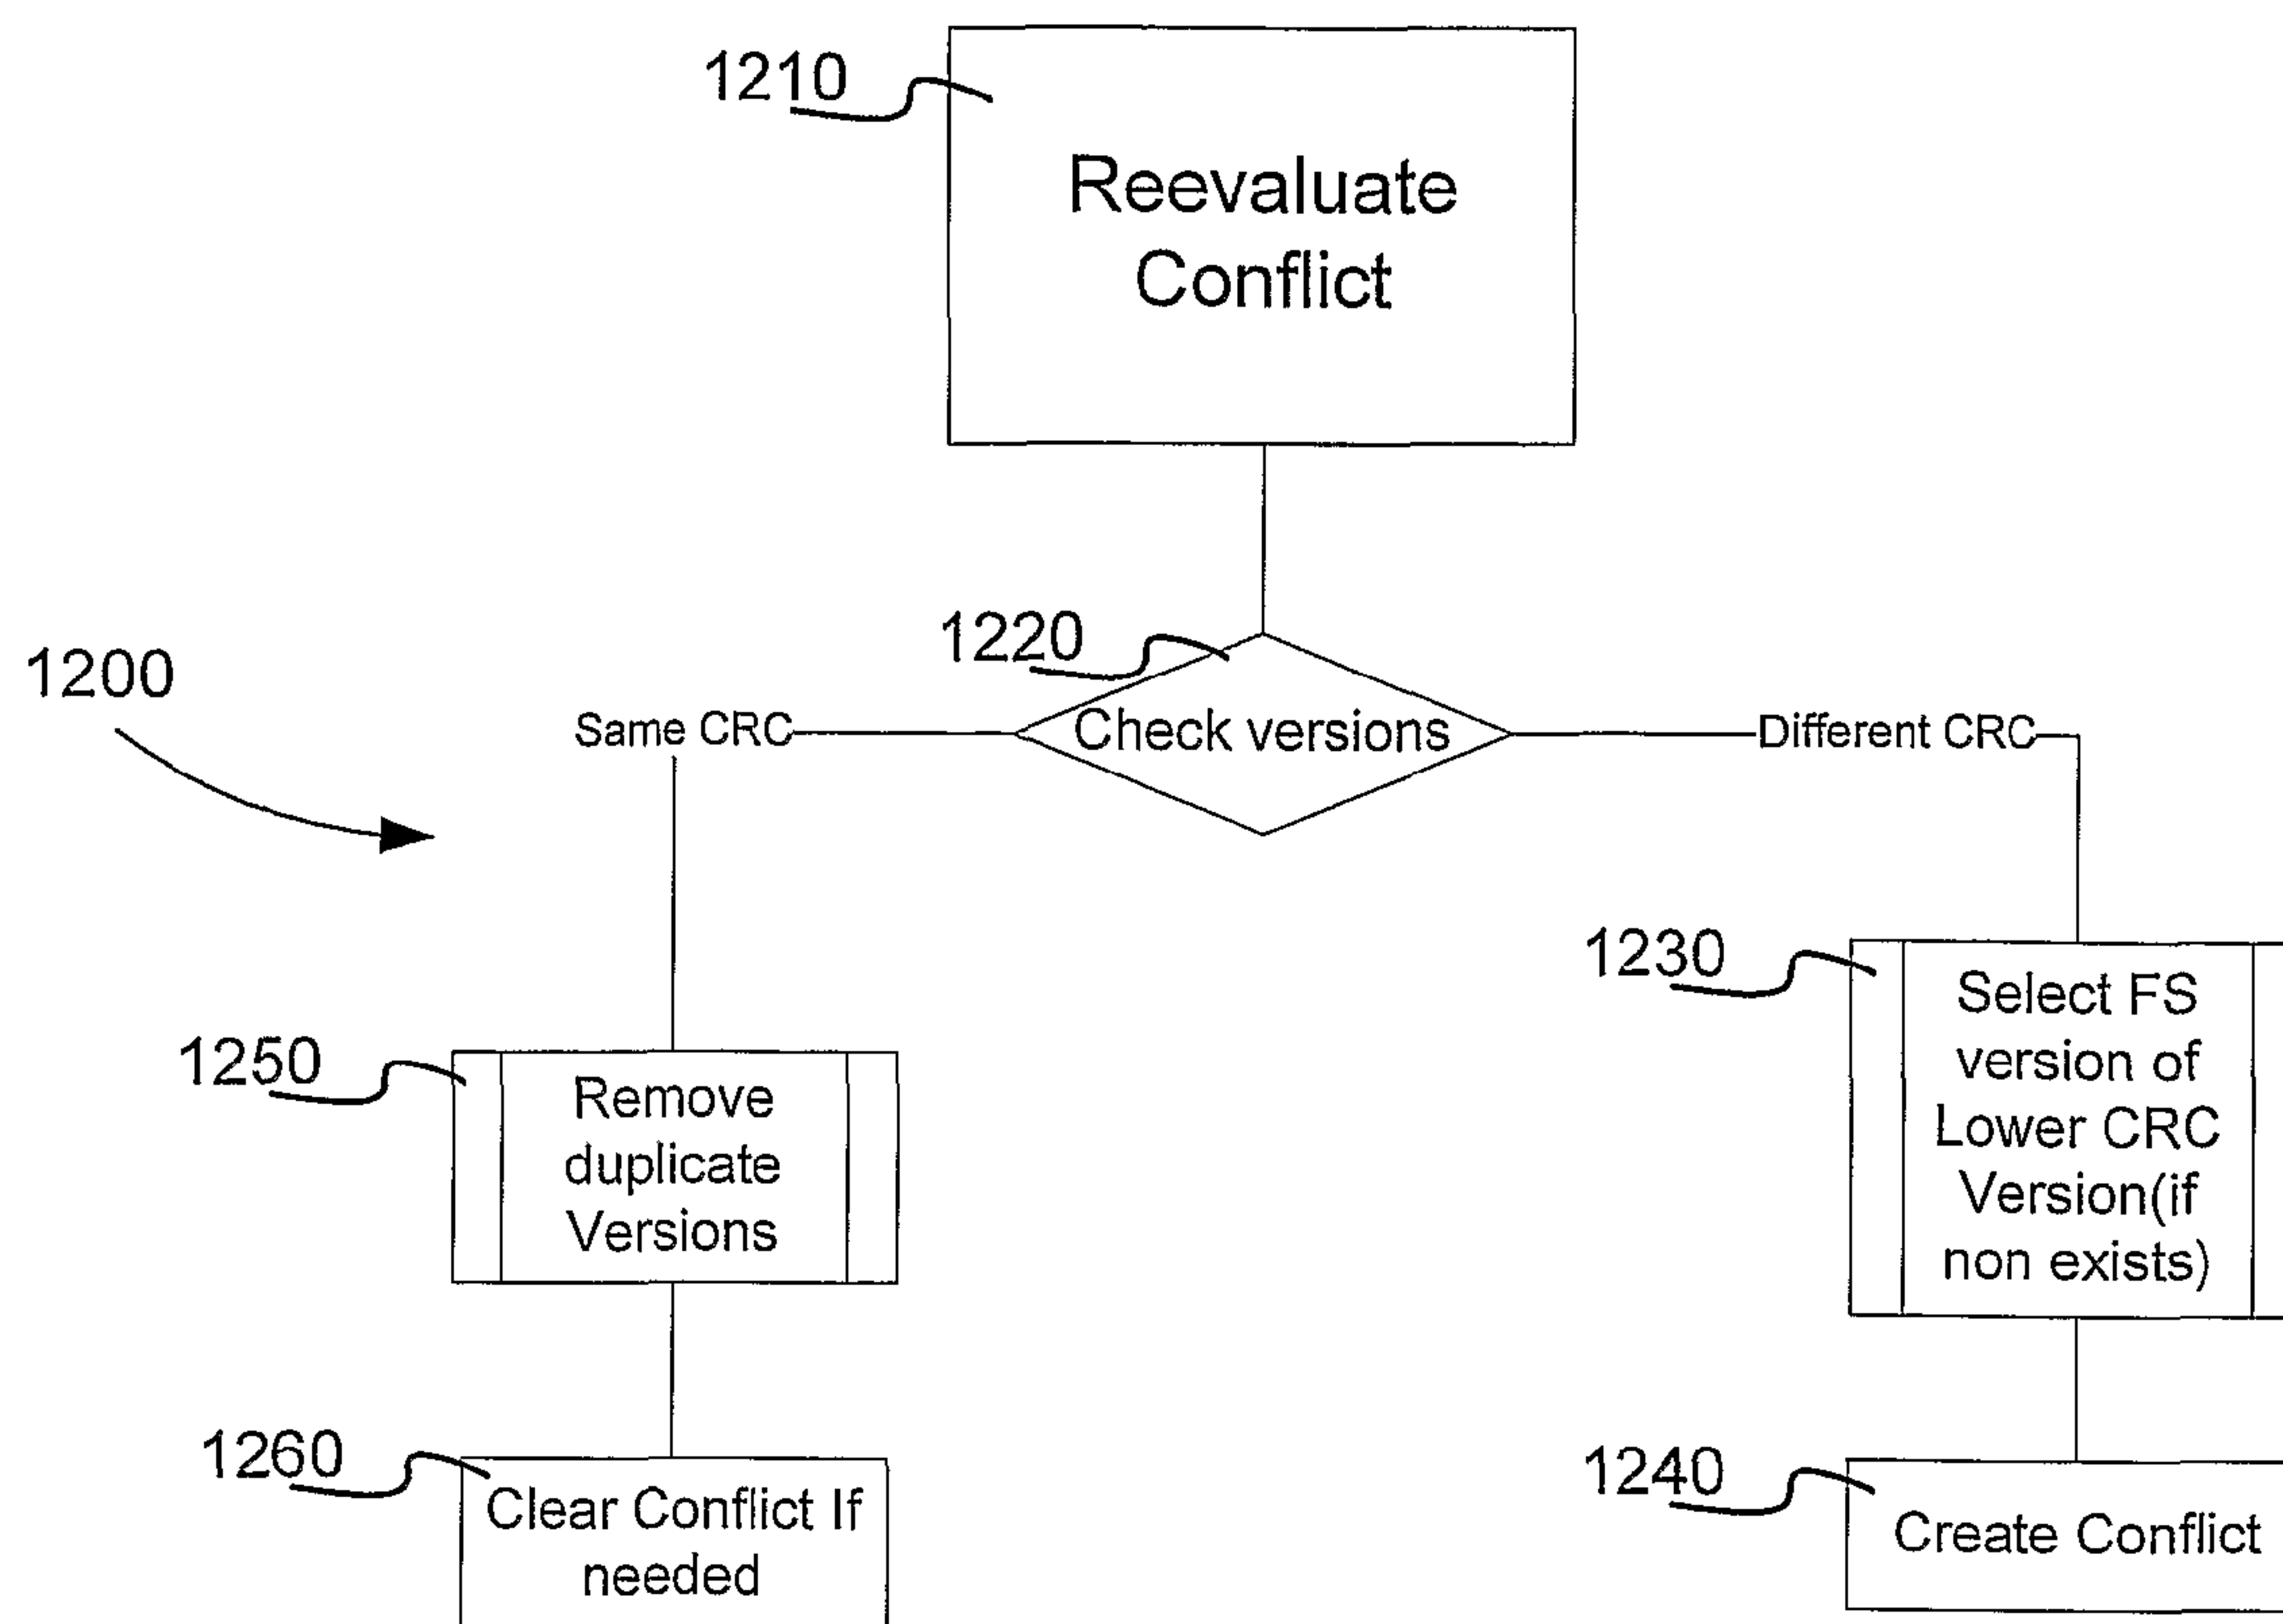 1210
Reevaluate
Conflict
1220
1200
Same CRC
Check versions
Different CRC
1230
Select FS
version of
Lower CRC
Version(if
non exists)
1250
Remove
duplicate
Versions
1260
Clear Conflict If
needed
1240
Create Conflict